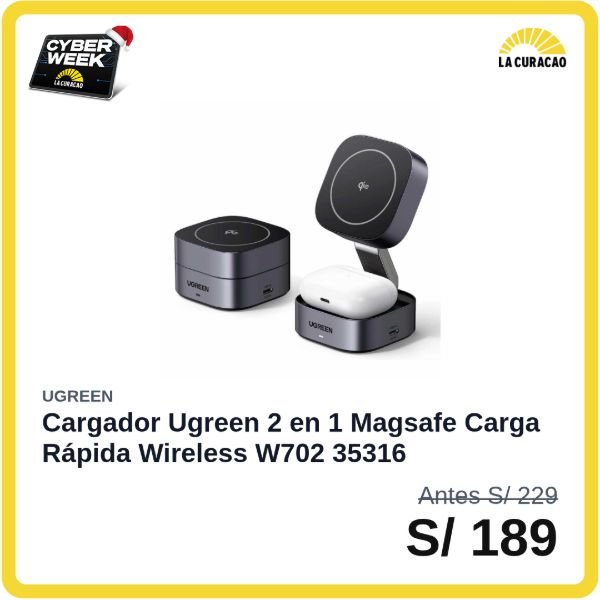 CYBER
WEEK
LA CURACAO
LA CURACAO
Qi2
UGREEN
UGREEN
UGREEN
Cargador Ugreen 2 en 1 Magsafe Carga
Rápida Wireless W702 35316
Antes S/ 229
S/ 189